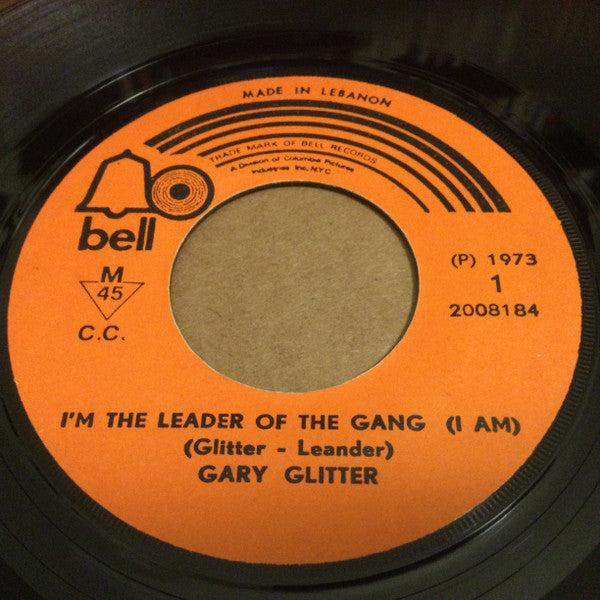 MADE IN LEBANON
TRADE MARK OF BELL RECORDS
A Division of Columbia Pictures
Industries Inc, N.Y.C
bell
M
45
C.C.
(P) 1973
1
2008184
I'M THE LEADER OF THE GANG (I AM)
(Glitter - Leander)
GARY GLITTER